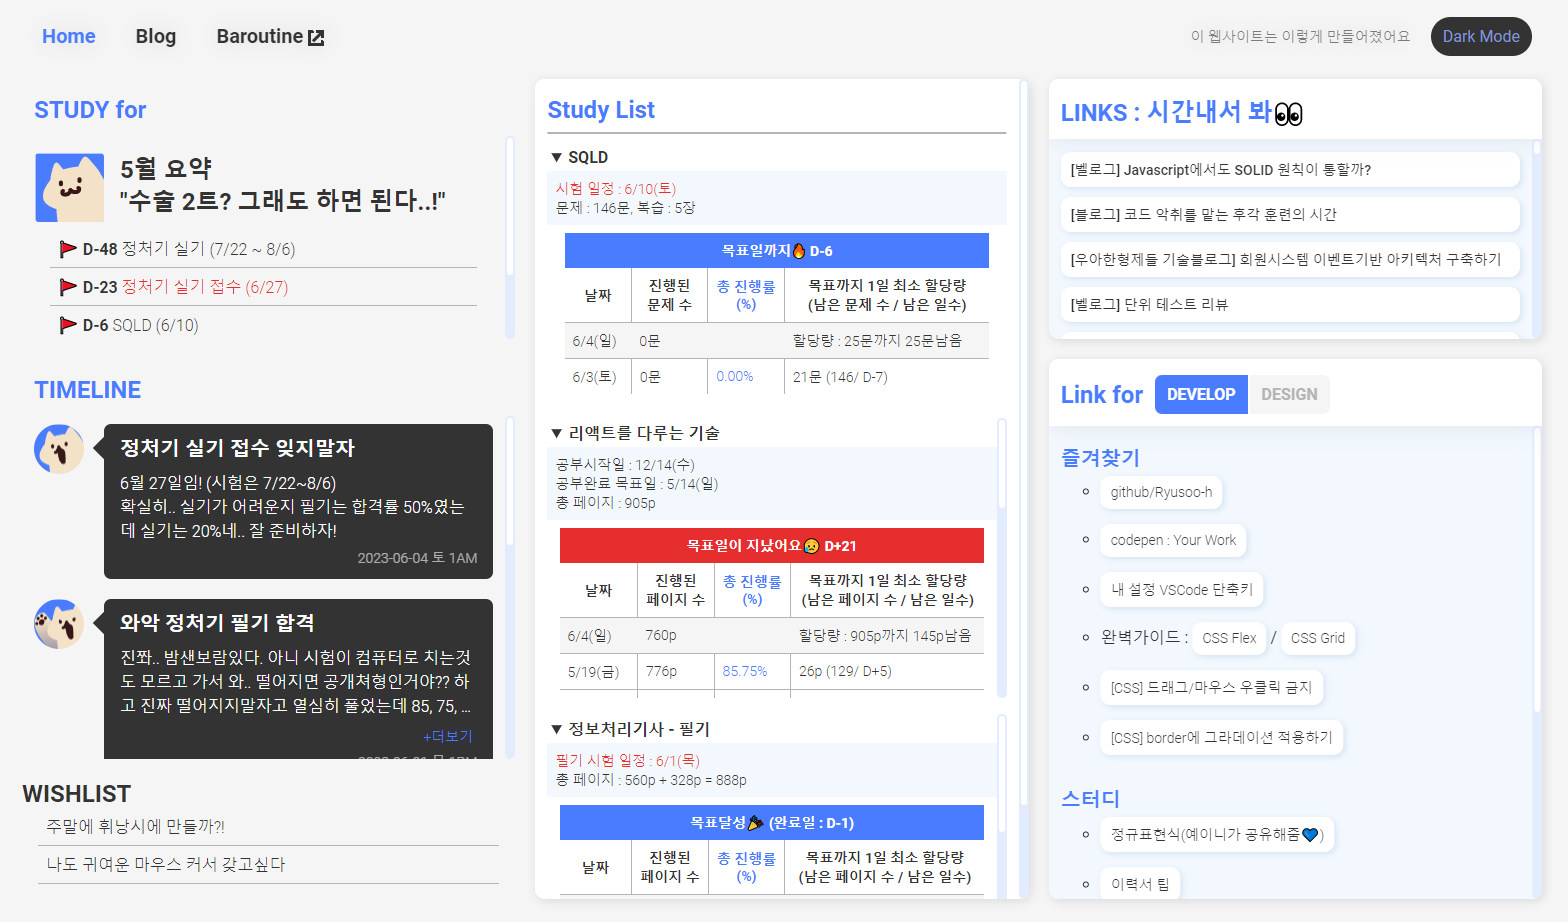 Home Blog Baroutine
이 웹사이트는 이렇게 만들어졌어요 Dark Mode
STUDY for
5월 요약
"수술 2트? 그래도 하면 된다..!"
D-48 정처기 실기 (7/22 ~ 8/6)
D-23 정처기 실기 접수 (6/27)
D-6 SQLD (6/10)
TIMELINE
정처기 실기 접수 잊지말자
6월 27일임! (시험은 7/22~8/6)
확실히.. 실기가 어려운지 필기는 합격률 50%였는
데 실기는 20%네.. 잘 준비하자!
2023-06-04 토 1AM
와악 정처기 필기 합격
진쫘.. 밤샌보람있다. 아니 시험이 컴퓨터로 치는것
도 모르고 가서 와.. 떨어지면 공개쳐형인거야?? 하
고 진짜 떨어지지말자고 열심히 풀었는데 85, 75, ...
+더보기
WISHLIST
주말에 휘낭시에 만들까?!
나도 귀여운 마우스 커서 갖고싶다
Study List
▼ SQLD
시험 일정 : 6/10(토)
문제 : 146문, 복습 : 5장
목표일까지🔥 D-6
날짜 진행된 문제 수 총 진행률 (%) 목표까지 1일 최소 할당량 (남은 문제 수 / 남은 일수)
6/4(일) 0문 할당량 : 25문까지 25문남음
6/3(토) 0문 0.00% 21문 (146/ D-7)
▼ 리액트를 다루는 기술
공부시작일 : 12/14(수)
공부완료 목표일 : 5/14(일)
총 페이지 : 905p
목표일이 지났어요😥 D+21
날짜 진행된 페이지 수 총 진행률 (%) 목표까지 1일 최소 할당량 (남은 페이지 수 / 남은 일수)
6/4(일) 760p 할당량 : 905p까지 145p남음
5/19(금) 776p 85.75% 26p (129/ D+5)
▼ 정보처리기사 - 필기
필기 시험 일정 : 6/1(목)
총 페이지 : 560p + 328p = 888p
목표달성🎉 (완료일 : D-1)
날짜 진행된 페이지 수 총 진행률 (%) 목표까지 1일 최소 할당량 (남은 페이지 수 / 남은 일수)
LINKS : 시간내서 봐👀
[벨로그] Javascript에서도 SOLID 원칙이 통할까?
[블로그] 코드 악취를 맡는 후각 훈련의 시간
[우아한형제들 기술블로그] 회원시스템 이벤트기반 아키텍처 구축하기
[벨로그] 단위 테스트 리뷰
Link for DEVELOP DESIGN
즐겨찾기
github/Ryusoo-h
codepen : Your Work
내 설정 VSCode 단축키
완벽가이드 : CSS Flex / CSS Grid
[CSS] 드래그/마우스 우클릭 금지
[CSS] border에 그라데이션 적용하기
스터디
정규표현식(예이니가 공유해줌💙)
이력서 팁